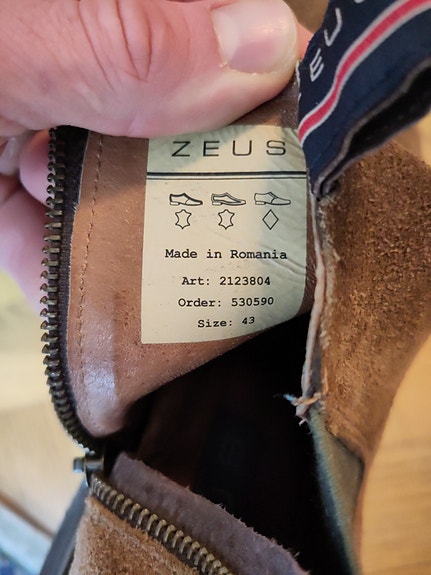 ZEUS
Made in Romania
Art: 2123804
Order: 530590
Size: 43